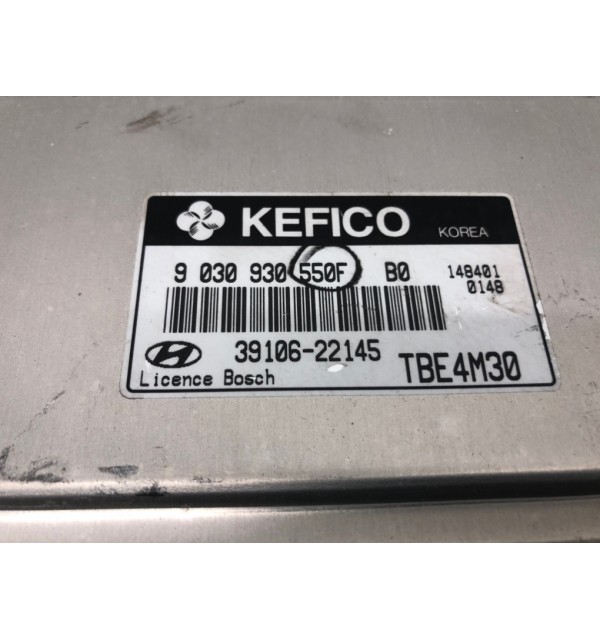 KEFICO KOREA
9 030 930 550F B0 148401
0148
39106-22145
Licence Bosch TBE4M30